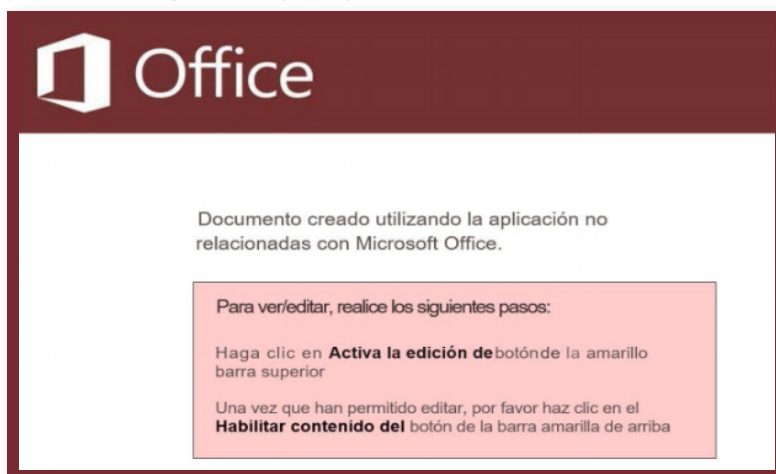 Office
Documento creado utilizando la aplicación no
relacionadas con Microsoft Office.
Para ver/editar, realice los siguientes pasos:
Haga clic en Activa la edición de botónde la amarillo
barra superior
Una vez que han permitido editar, por favor haz clic en el
Habilitar contenido del botón de la barra amarilla de arriba